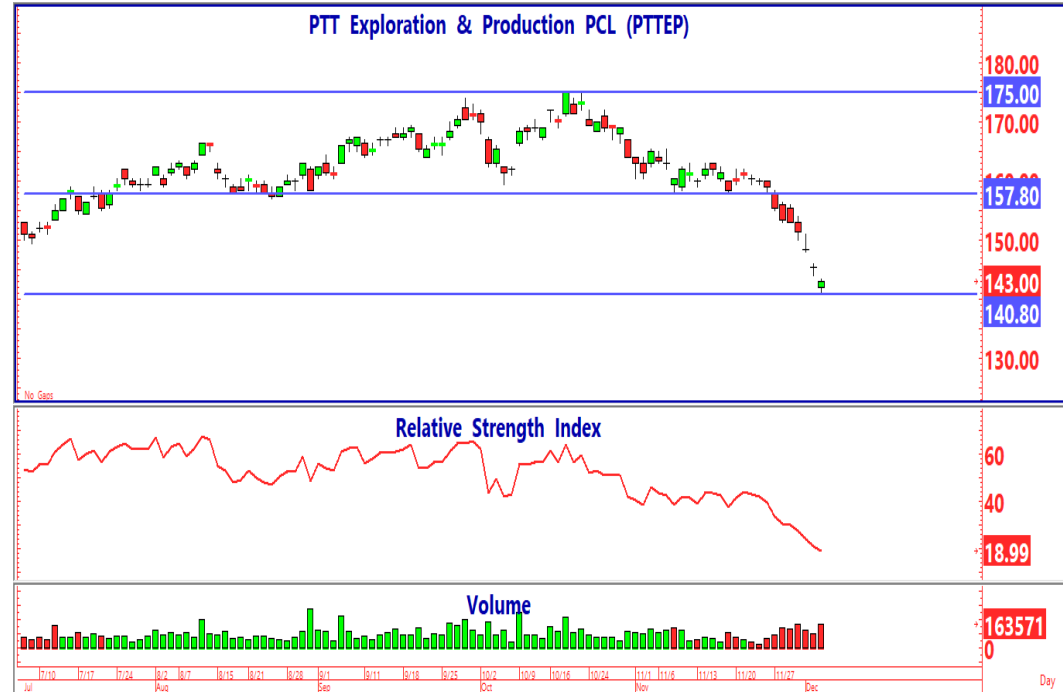 PTT Exploration & Production PCL (PTTEP)
180.00
175.00
170.00
157.80
150.00
143.00
140.80
130.00
No Gaps
Relative Strength Index
60
40
18.99
Volume
163571
0
7/10 7/17 7/24 8/2 8/7 8/15 8/21 8/28 9/1 9/11 9/18 9/25 10/2 10/9 10/16 10/24 11/1 11/6 11/13 11/20 11/27
Jul Aug Sep Oct Nov Dec
Day